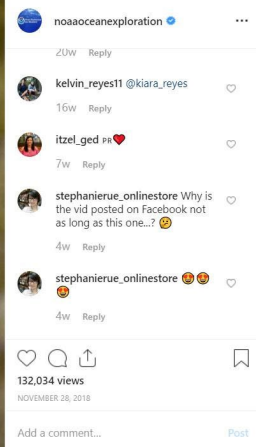 noaaoceanexploration
20w Reply
kelvin_reyes11 @kiara_reyes
16w Reply
itzel_ged PR
7w Reply
stephanierue_onlinestore Why is
the vid posted on Facebook not
as long as this one...?
4w Reply
stephanierue_onlinestore
4w Reply
132,034 views
NOVEMBER 28, 2018
Add a comment... Post